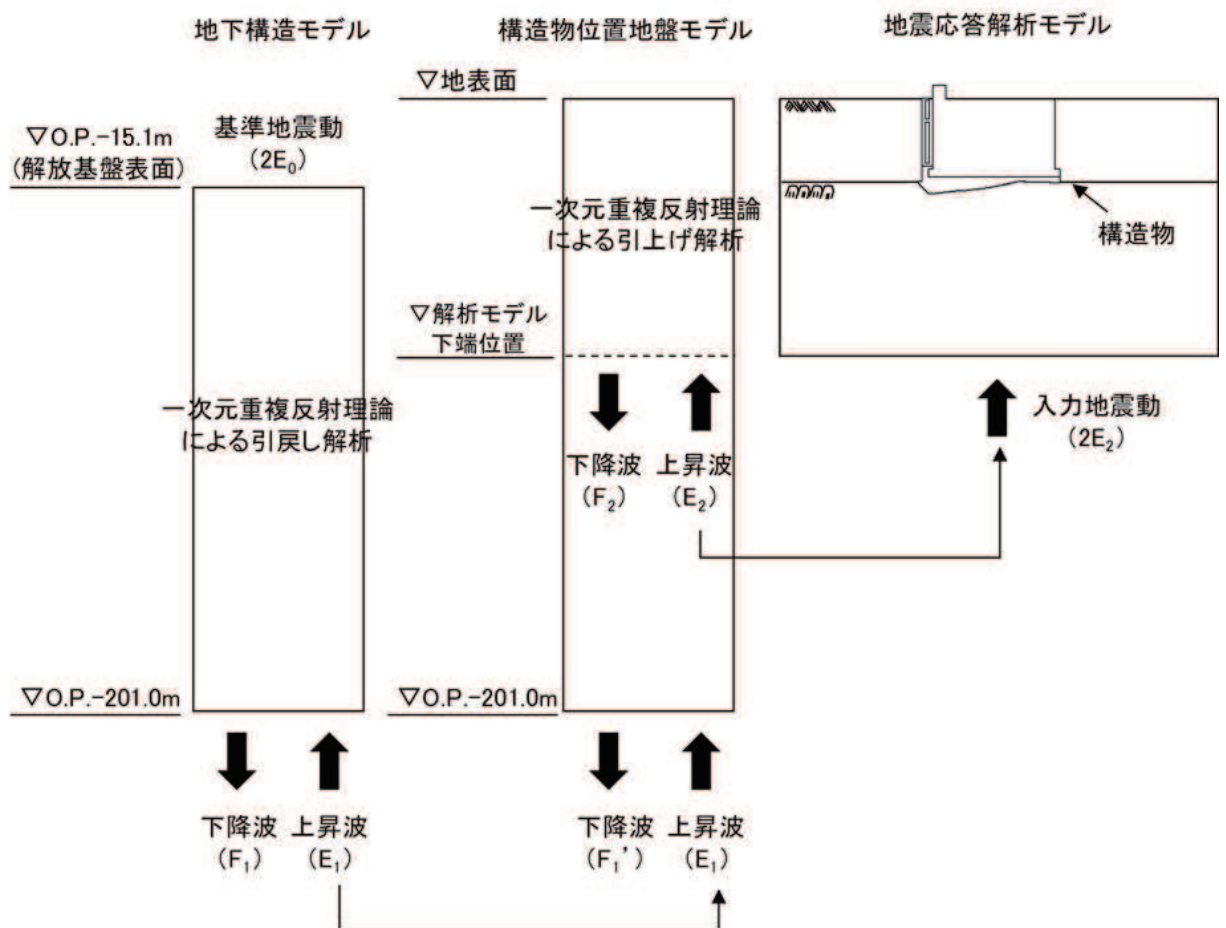 地下構造モデル
▽O.P.-15.1m
(解放基盤表面)
基準地震動
(2E₀)
一次元重複反射理論
による引戻し解析
▽O.P.-201.0m
下降波
(F₁)
上昇波
(E₁)
構造物位置地盤モデル
▽地表面
一次元重複反射理論
による引上げ解析
▽解析モデル
下端位置
下降波
(F₂)
上昇波
(E₂)
▽O.P.-201.0m
下降波
(F₁')
上昇波
(E₁)
地震応答解析モデル
構造物
入力地震動
(2E₂)